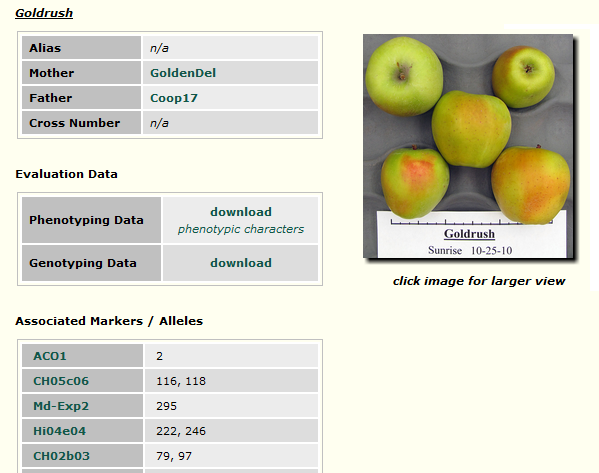 Goldrush
Alias n/a
Mother GoldenDel
Father Coop17
Cross Number n/a
Goldrush
Sunrise 10-25-10
click image for larger view
Evaluation Data
Phenotyping Data download
phenotypic characters
Genotyping Data download
Associated Markers / Alleles
ACO1 2
CH05c06 116, 118
Md-Exp2 295
Hi04e04 222, 246
CH02b03 79, 97